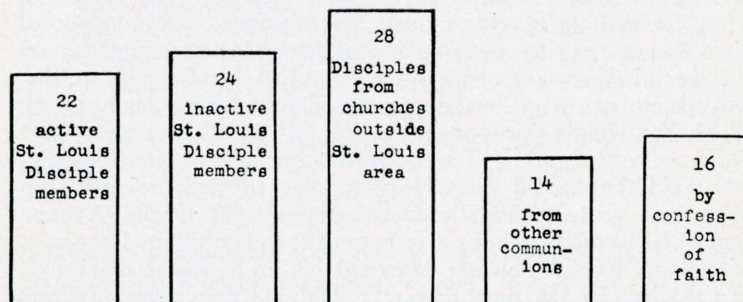 22
active
St. Louis
Disciple
members
24
inactive
St. Louis
Disciple
members
28
Disciples
from
churches
outside
St. Louis
area
14
from
other
commun-
ions
16
by
confess-
ion
of
faith